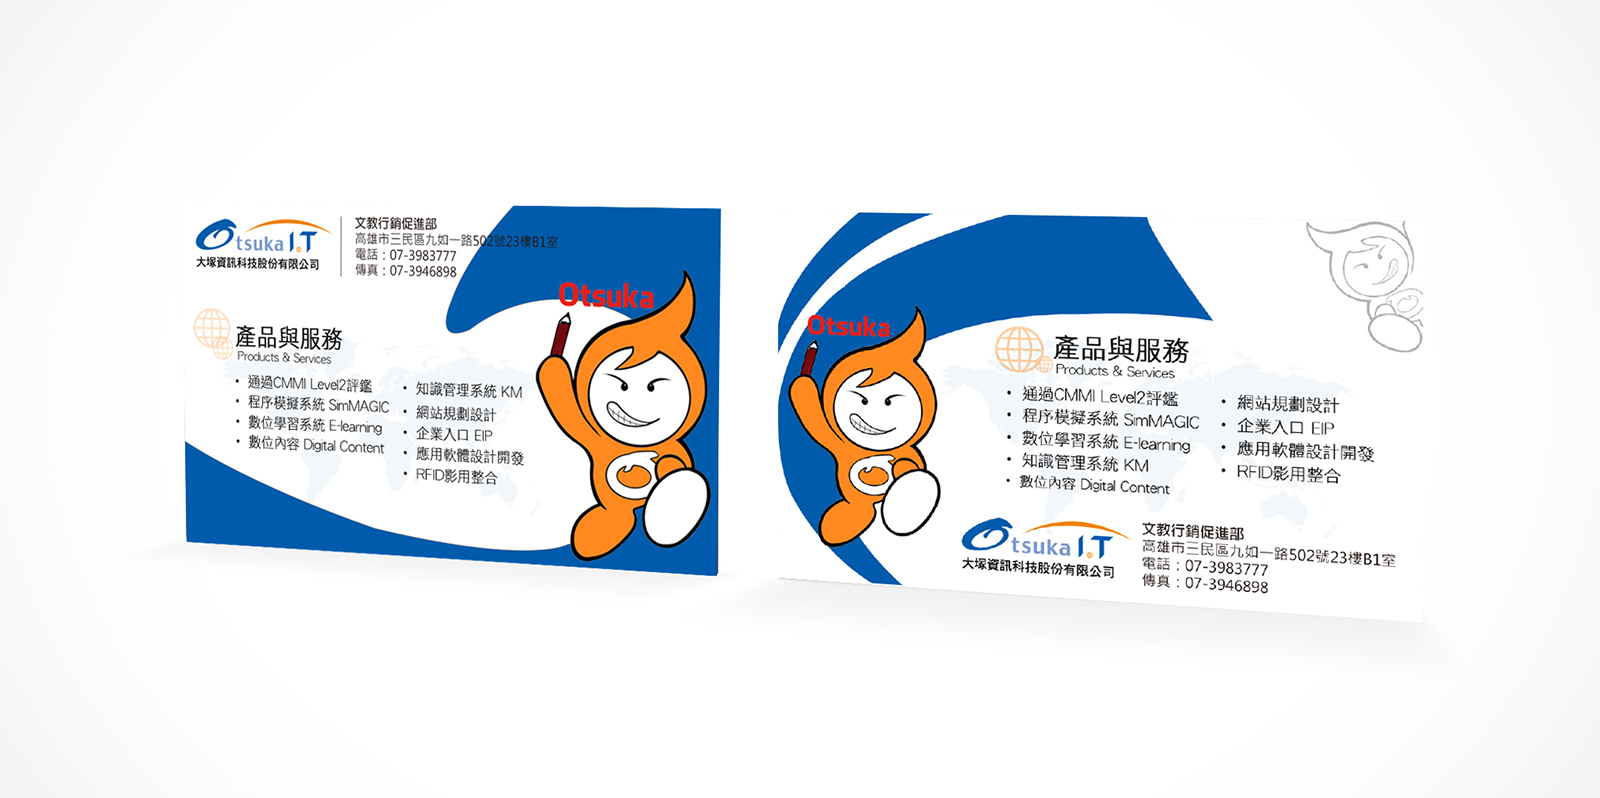 Otsuka I.T
大塚資訊科技股份有限公司
文教行銷促進部
高雄市三民區九如一路502號23樓B1室
電話：07-3983777
傳真：07-3946898
Otsuka
產品與服務
Products & Services
• 通過CMMI Level2評鑑
• 程序模擬系統 SimMAGIC
• 數位學習系統 E-learning
• 數位內容 Digital Content
• 知識管理系統 KM
• 網站規劃設計
• 企業入口 EIP
• 應用軟體設計開發
• RFID影用整合
Otsuka
產品與服務
Products & Services
• 通過CMMI Level2評鑑
• 程序模擬系統 SimMAGIC
• 數位學習系統 E-learning
• 知識管理系統 KM
• 數位內容 Digital Content
• 網站規劃設計
• 企業入口 EIP
• 應用軟體設計開發
• RFID影用整合
Otsuka I.T
大塚資訊科技股份有限公司
文教行銷促進部
高雄市三民區九如一路502號23樓B1室
電話：07-3983777
傳真：07-3946898